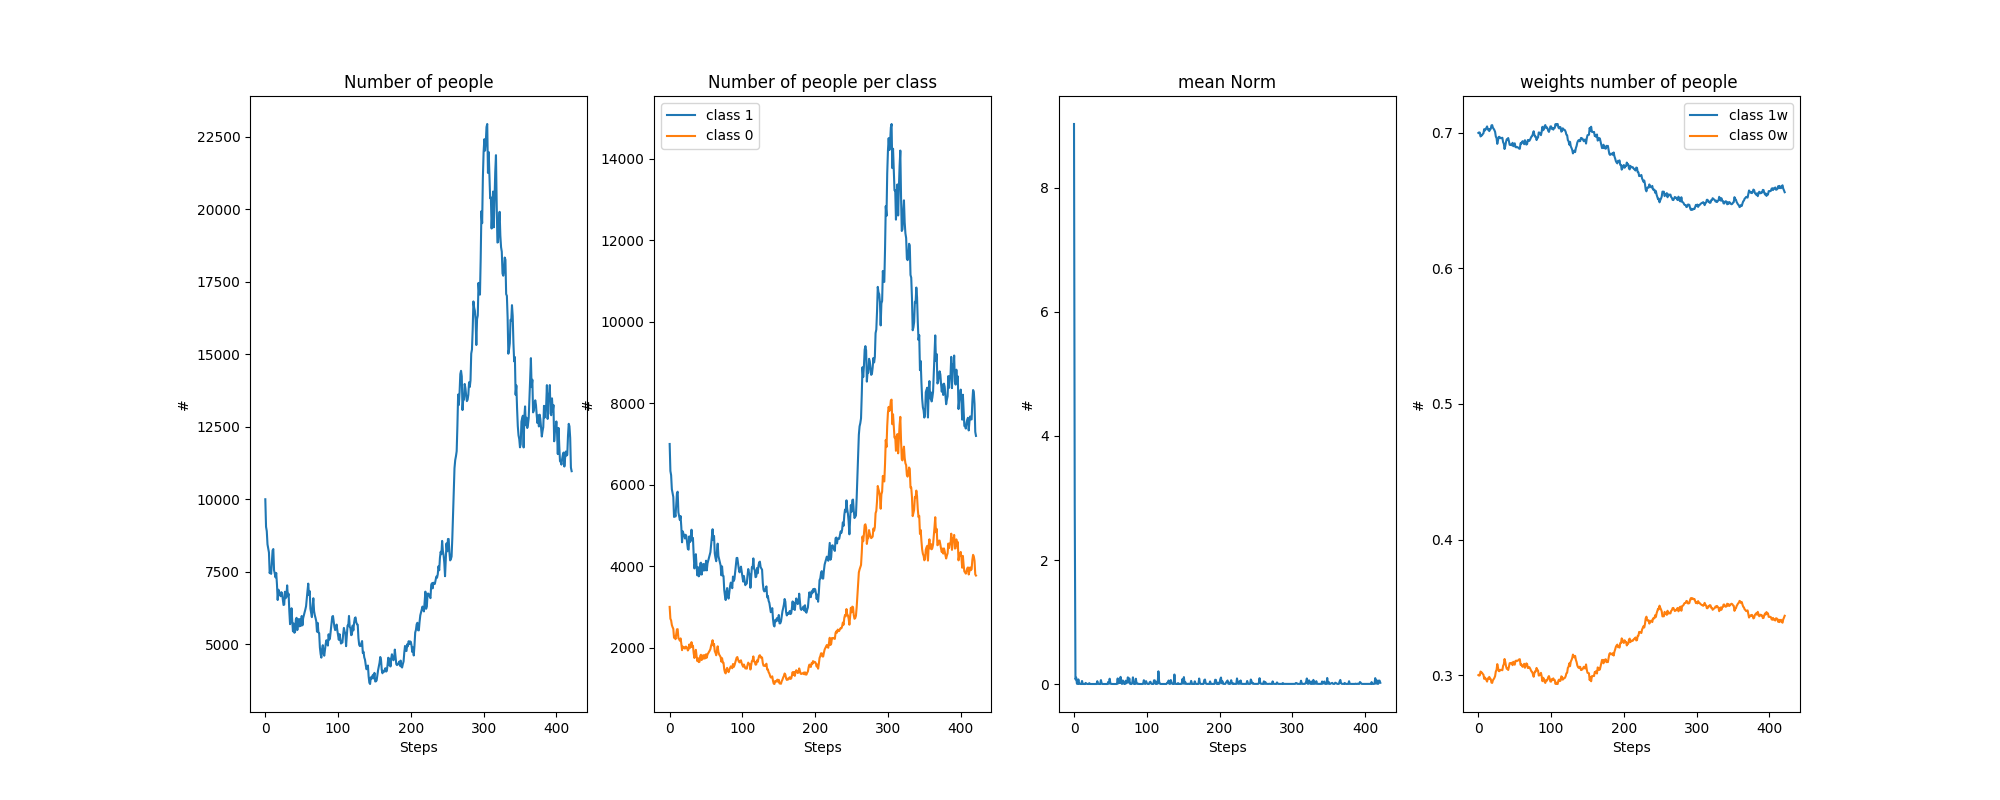 Number of people
22500
20000
17500
15000
12500
10000
7500
5000
#
0 100 200 300 400
Steps
Number of people per class
class 1
class 0
14000
12000
10000
8000
6000
4000
2000
#
0 100 200 300 400
Steps
mean Norm
8
6
4
2
0
#
0 100 200 300 400
Steps
weights number of people
class 1w
class 0w
0.7
0.6
0.5
0.4
0.3
#
0 100 200 300 400
Steps